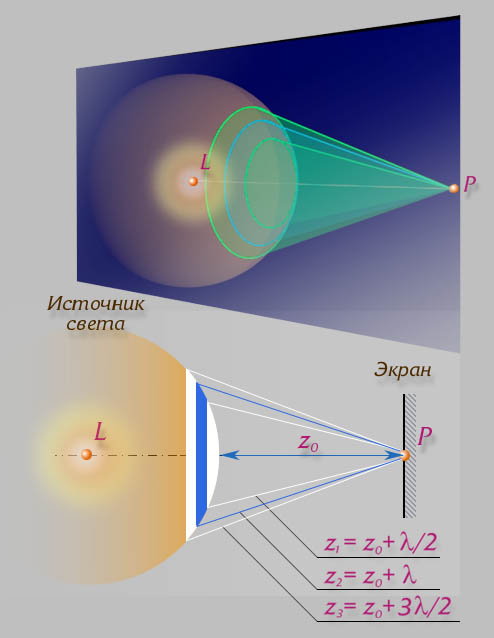 L
P
Источник
света
Экран
L
z₀
P
z₁ = z₀ + λ/2
z₂ = z₀ + λ
z₃ = z₀ + 3λ/2